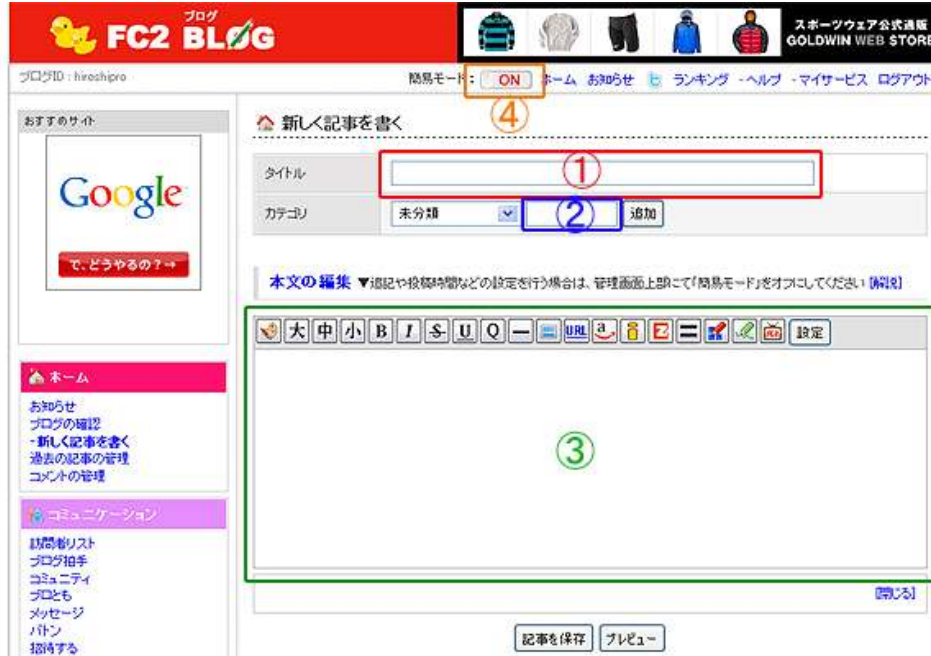 ブログ
FC2 BLOG
スポーツウェア公式通販
GOLDWIN WEB STORE
ブログID : hiroshipro
簡易モード : ON ホーム お知らせ ランキング -ヘルプ -マイサービス ログアウト
④
おすすめサイト
Google
で、どうやるの?→
新しく記事を書く
タイトル
①
カテゴリ 未分類 ② 追加
本文の編集 ▼追記や投稿時間などの設定を行う場合は、管理画面上部にて「簡易モード」をオフにしてください [解説]
大 中 小 B I S U Q URL a 設定
③
[閉じる]
記事を保存 プレビュー
ホーム
お知らせ
ブログの確認
-新しく記事を書く
過去の記事の管理
コメントの管理
コミュニケーション
訪問者リスト
ブログ拍手
コミュニティ
ブロとも
メッセージ
バトン
招待する